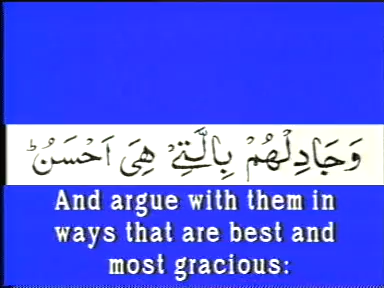 وَجَادِلْهُمْ بِالَّتِيْ هِيَ اَحْسَنُ ؕ
And argue with them in
ways that are best and
most gracious: